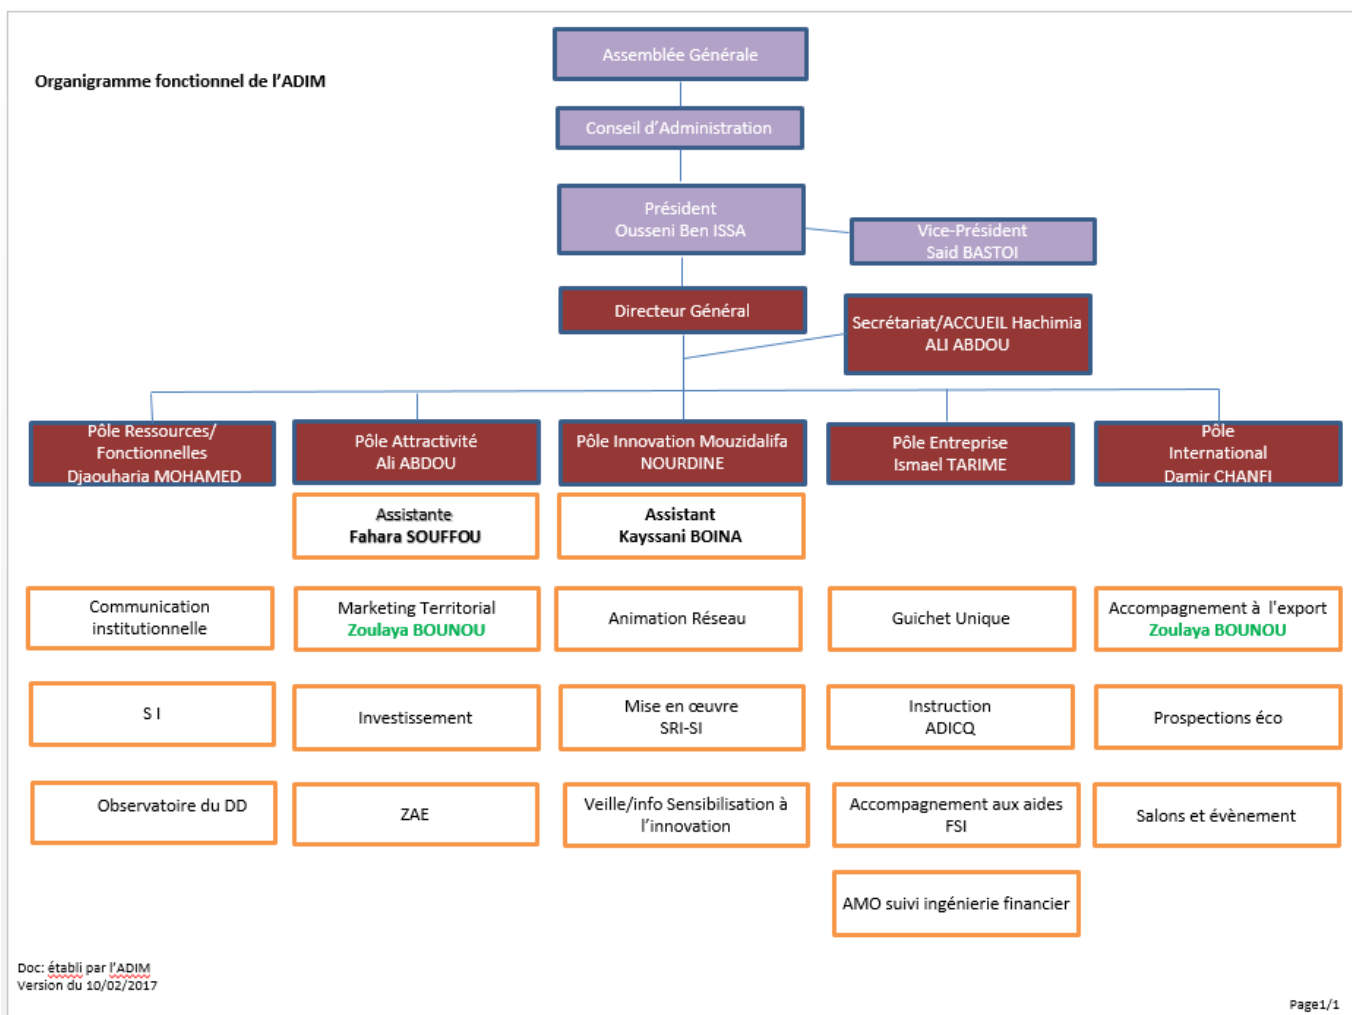 Assemblée Générale
Organigramme fonctionnel de l'ADIM
Conseil d'Administration
Président
Ousseni Ben ISSA
Vice-Président
Said BASTOI
Directeur Général
Secrétariat/ACCUEIL Hachimia
ALI ABDOU
Pôle Ressources/
Fonctionnelles
Djaouharia MOHAMED
Pôle Attractivité
Ali ABDOU
Pôle Innovation Mouzidalifa
NOURDINE
Pôle Entreprise
Ismael TARIME
Pôle
International
Damir CHANFI
Assistante
Fahara SOUFFOU
Assistant
Kayssani BOINA
Communication
institutionnelle
Marketing Territorial
Zoulaya BOUNOU
Animation Réseau
Guichet Unique
Accompagnement à l'export
Zoulaya BOUNOU
S I
Investissement
Mise en œuvre
SRI-SI
Instruction
ADICQ
Prospections éco
Observatoire du DD
ZAE
Veille/info Sensibilisation à
l'innovation
Accompagnement aux aides
FSI
Salons et évènement
AMO suivi ingénierie financier
Doc: établi par l'ADIM
Version du 10/02/2017
Page1/1